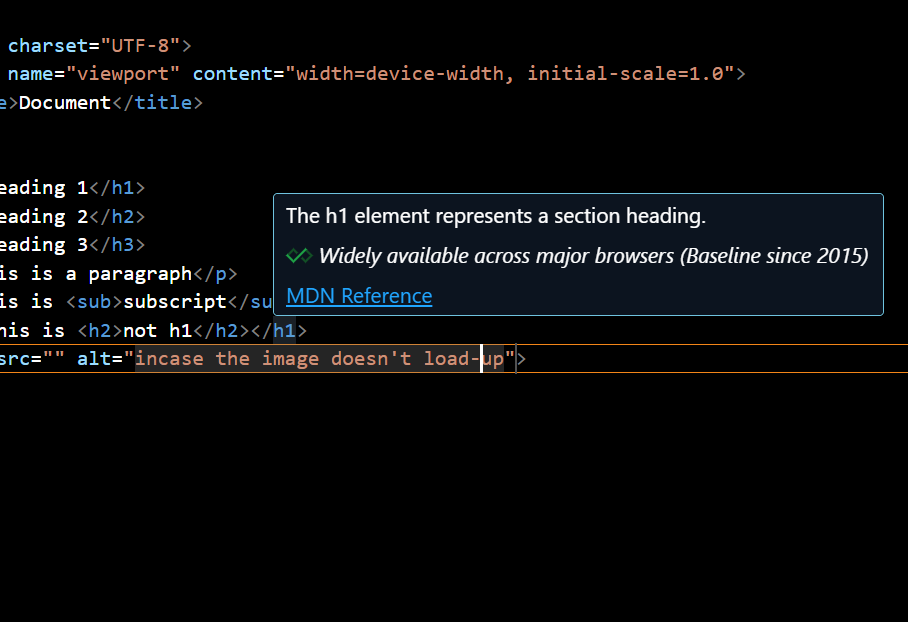 charset="UTF-8">
name="viewport" content="width=device-width, initial-scale=1.0">
e>Document</title>
eading 1</h1>
eading 2</h2>
eading 3</h3>
is is a paragraph</p>
is is <sub>subscript</su
his is <h2>not h1</h2></h1>
src="" alt="incase the image doesn't load-up">
The h1 element represents a section heading.
Widely available across major browsers (Baseline since 2015)
MDN Reference